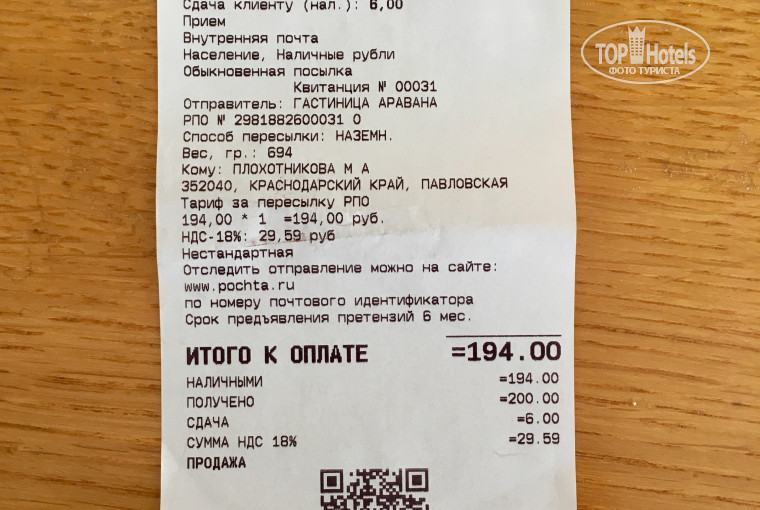 Сдача клиенту (нал.): 6,00
Прием
Внутренняя почта
Население, Наличные рубли
Обыкновенная посылка
Квитанция № 00031
Отправитель: ГАСТИНИЦА АРАВАНА
РПО № 2981882600031 0
Способ пересылки: НАЗЕМН.
Вес, гр.: 694
Кому: ПЛОХОТНИКОВА М А
352040, КРАСНОДАРСКИЙ КРАЙ, ПАВЛОВСКАЯ
Тариф за пересылку РПО
194,00 * 1 =194,00 руб.
НДС-18%: 29,59 руб
Нестандартная
Отследить отправление можно на сайте:
www.pochta.ru
по номеру почтового идентификатора
Срок предъявления претензий 6 мес.
ИТОГО К ОПЛАТЕ =194.00
НАЛИЧНЫМИ =194.00
ПОЛУЧЕНО =200.00
СДАЧА =6.00
СУММА НДС 18% =29.59
ПРОДАЖА
TOP Hotels
ФОТО ТУРИСТА